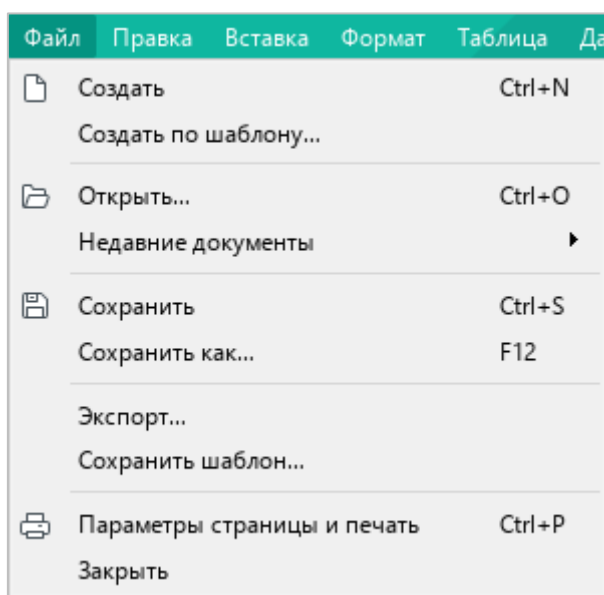 Файл Правка Вставка Формат Таблица
Создать Ctrl+N
Создать по шаблону...
Открыть... Ctrl+O
Недавние документы
Сохранить Ctrl+S
Сохранить как... F12
Экспорт...
Сохранить шаблон...
Параметры страницы и печать Ctrl+P
Закрыть